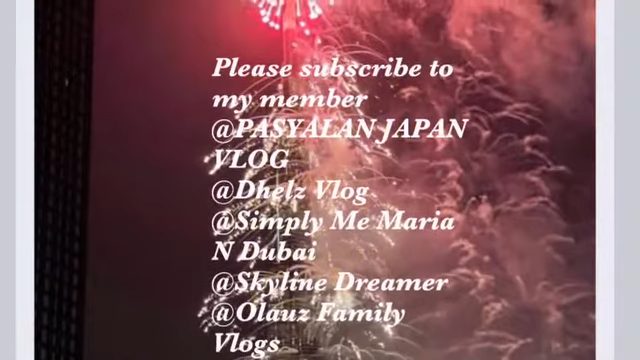 Please subscribe to
my member
@PASYALAN JAPAN
VLOG
@Dhelz Vlog
@Simply Me Maria
N Dubai
@Skyline Dreamer
@Olauz Family
Vlogs